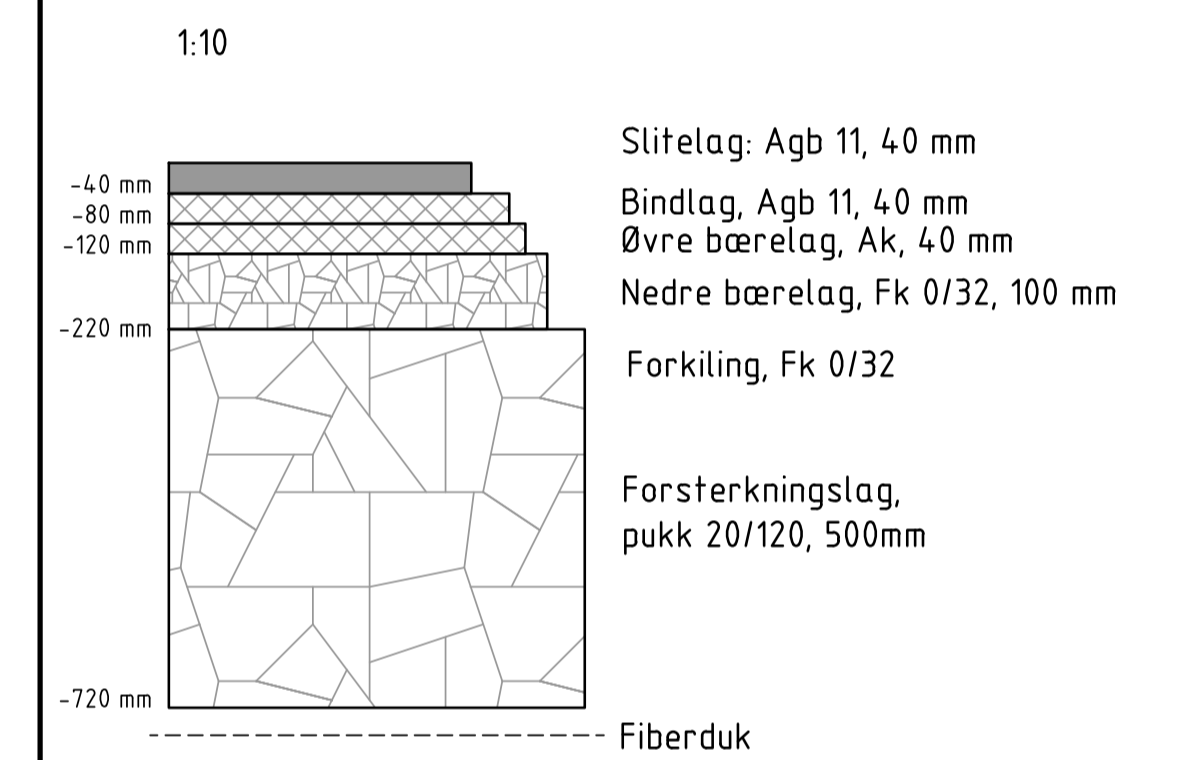 1:10
Slitelag: Agb 11, 40 mm
-40 mm
Bindlag, Agb 11, 40 mm
-80 mm
Øvre bærelag, Ak, 40 mm
-120 mm
Nedre bærelag, Fk 0/32, 100 mm
-220 mm
Forkiling, Fk 0/32
Forsterkningslag,
pukk 20/120, 500mm
-720 mm
Fiberduk